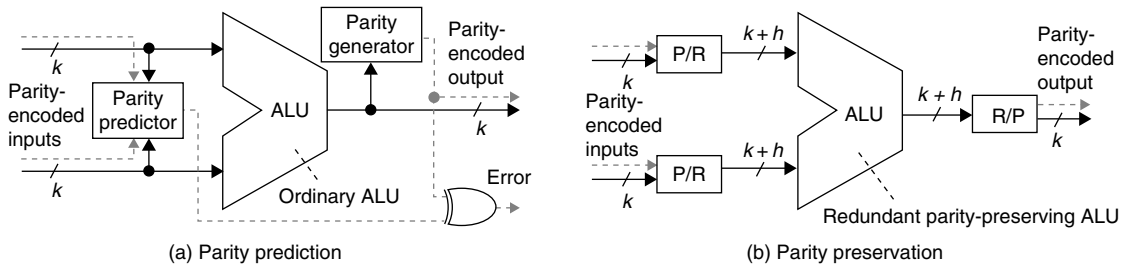 k
Parity-
encoded
inputs
Parity
predictor
k
ALU
Parity
generator
Parity-
encoded
output
k
Ordinary ALU
Error
(a) Parity prediction
k
P/R
k + h
Parity-
encoded
inputs
k
P/R
k + h
ALU
k + h
R/P
Parity-
encoded
output
k
Redundant parity-preserving ALU
(b) Parity preservation